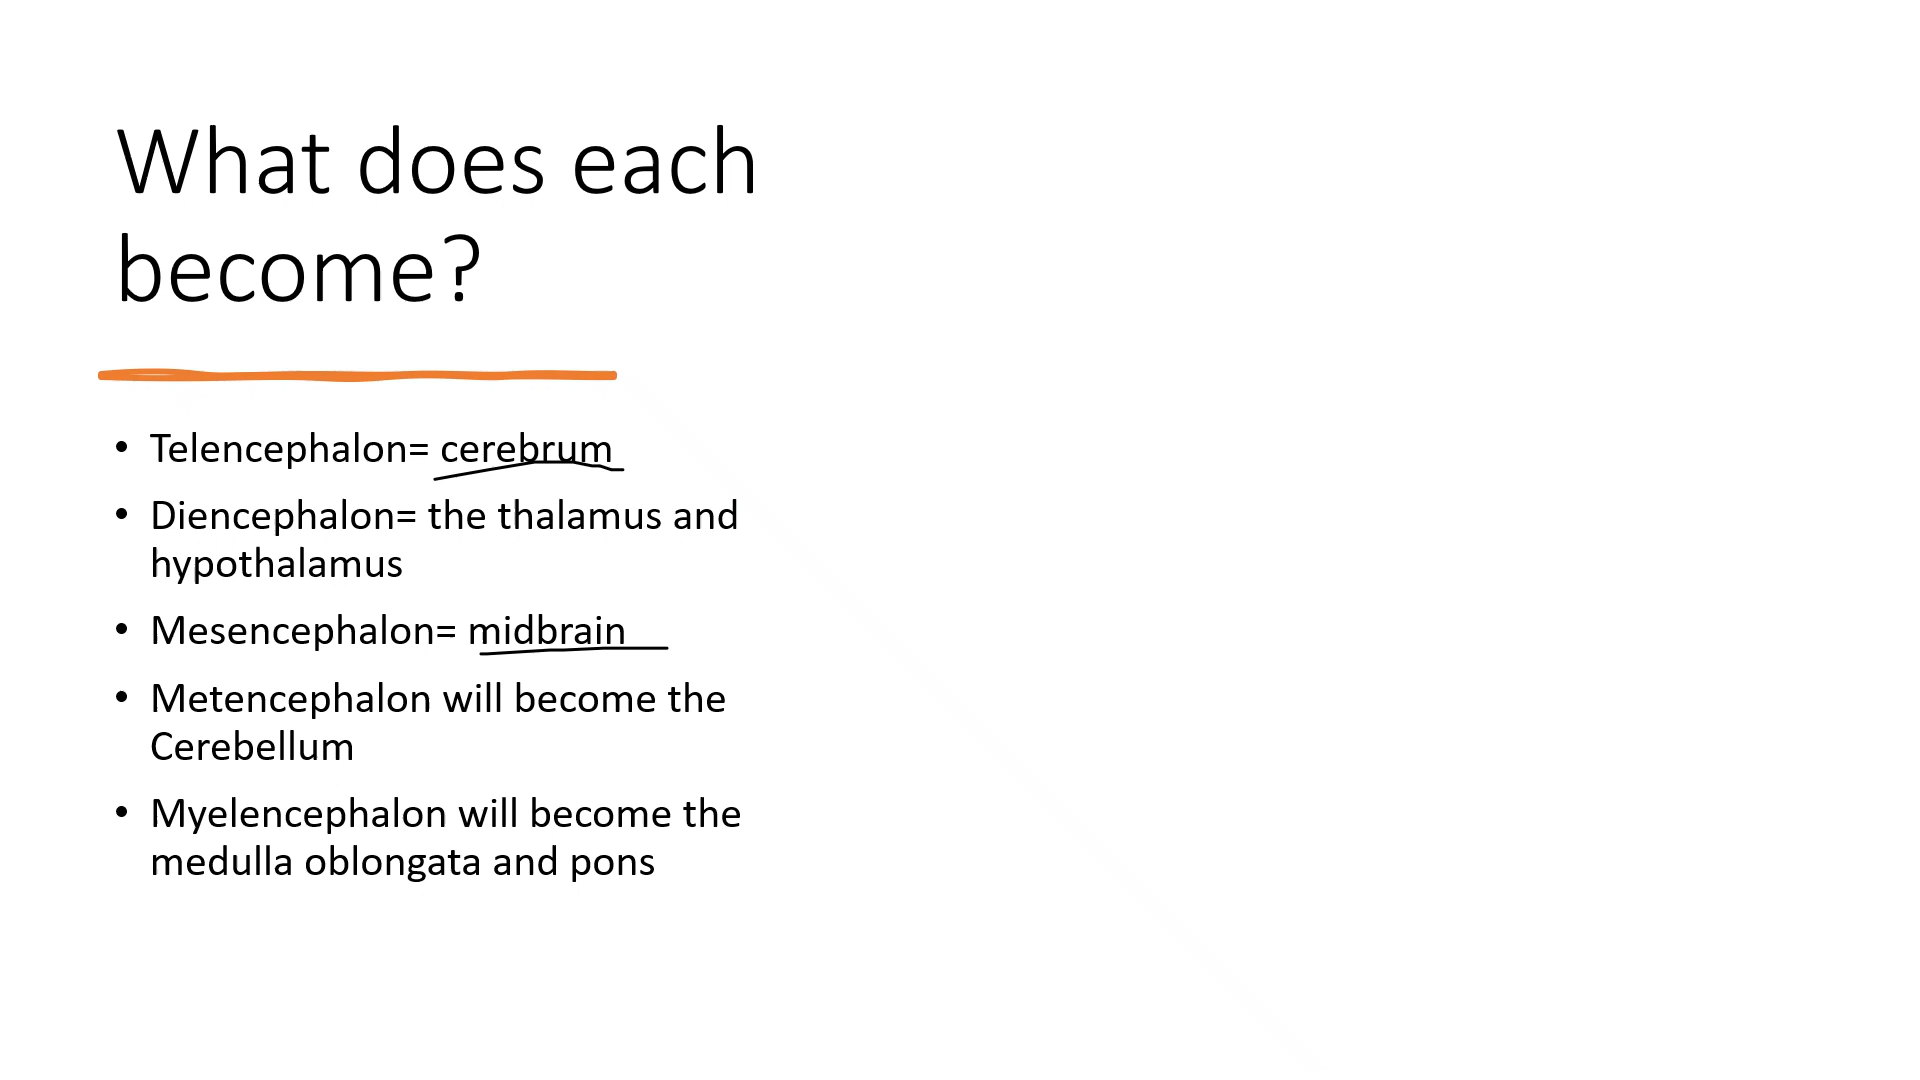 What does each
become?
• Telencephalon= cerebrum
• Diencephalon= the thalamus and
hypothalamus
• Mesencephalon= midbrain
• Metencephalon will become the
Cerebellum
• Myelencephalon will become the
medulla oblongata and pons